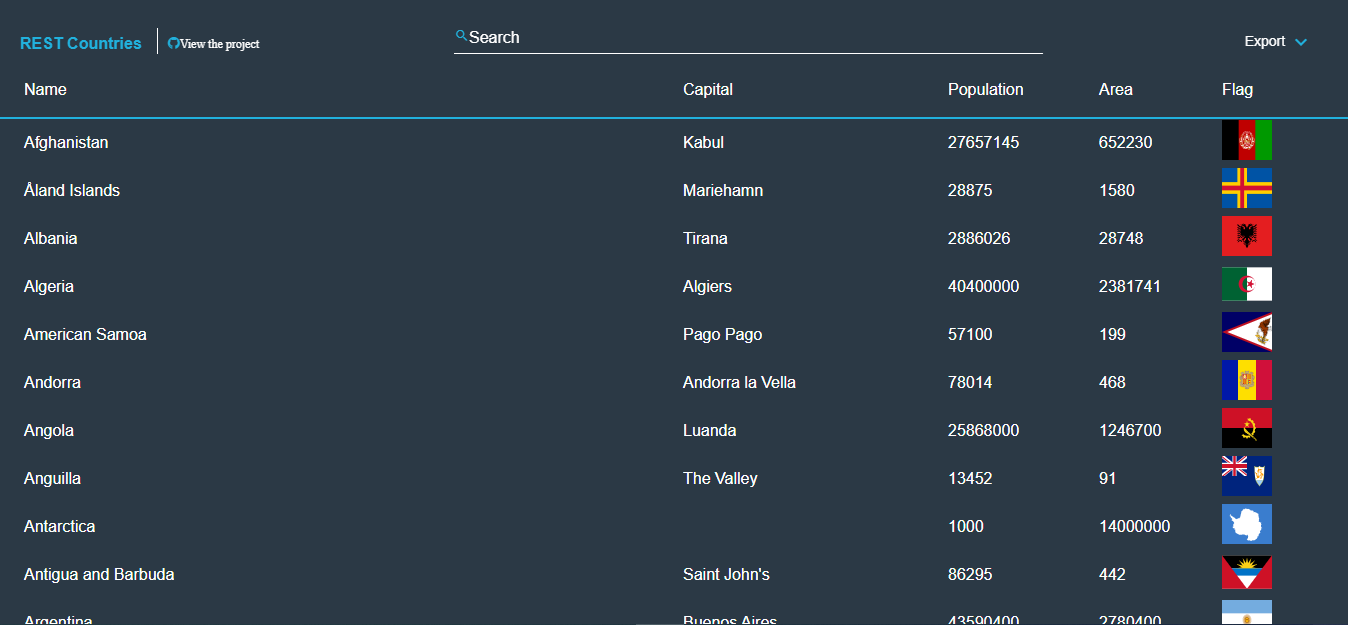 REST Countries View the project Search Export
Name Capital Population Area Flag
Afghanistan Kabul 27657145 652230
Åland Islands Mariehamn 28875 1580
Albania Tirana 2886026 28748
Algeria Algiers 40400000 2381741
American Samoa Pago Pago 57100 199
Andorra Andorra la Vella 78014 468
Angola Luanda 25868000 1246700
Anguilla The Valley 13452 91
Antarctica 1000 14000000
Antigua and Barbuda Saint John's 86295 442
Argentina Buenos Aires 43590400 2780400